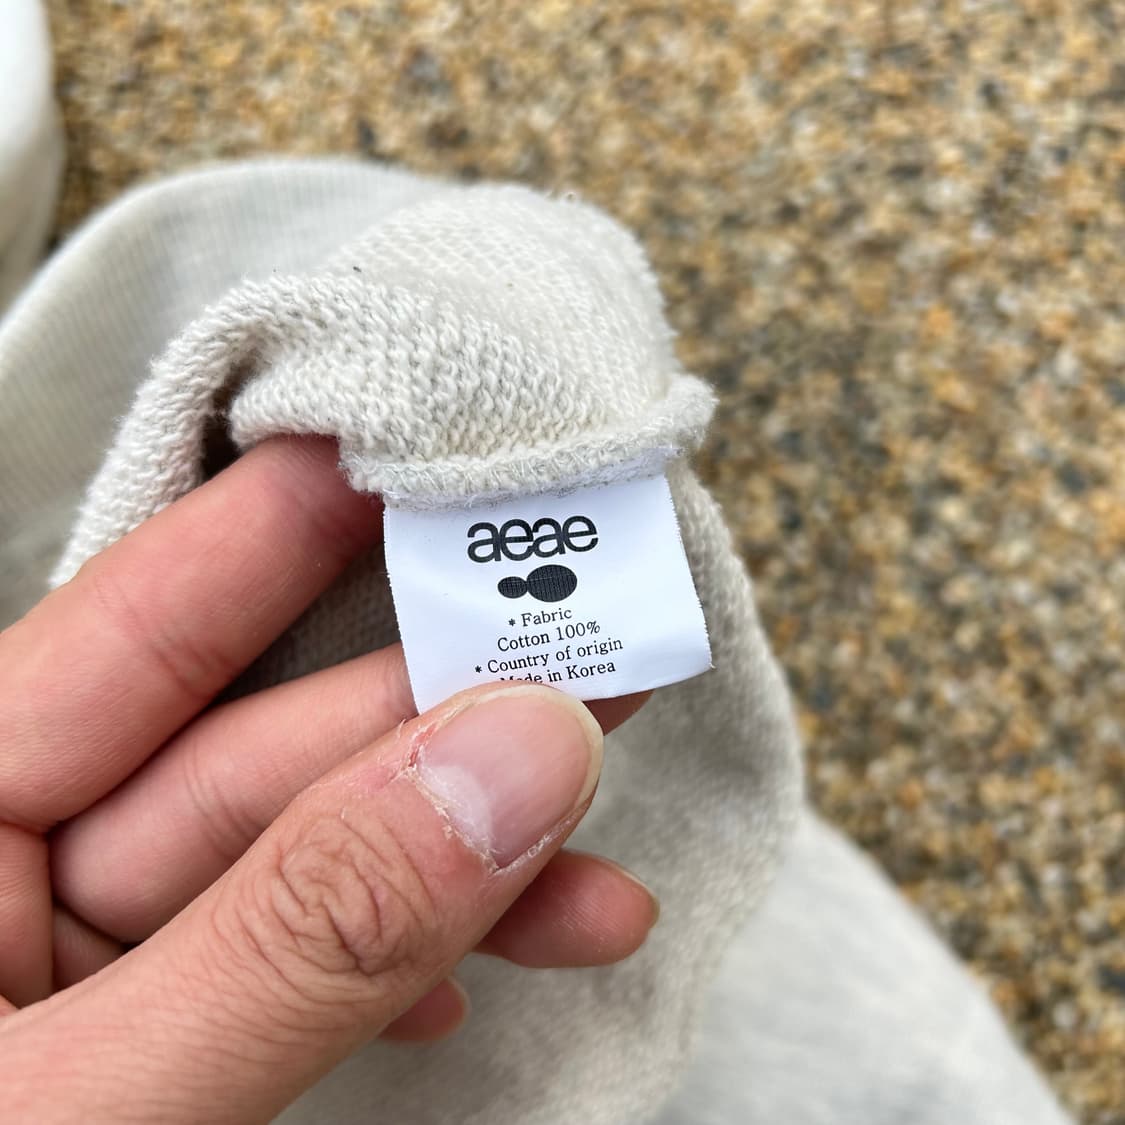 aeae
* Fabric
Cotton 100%
* Country of origin
Made in Korea